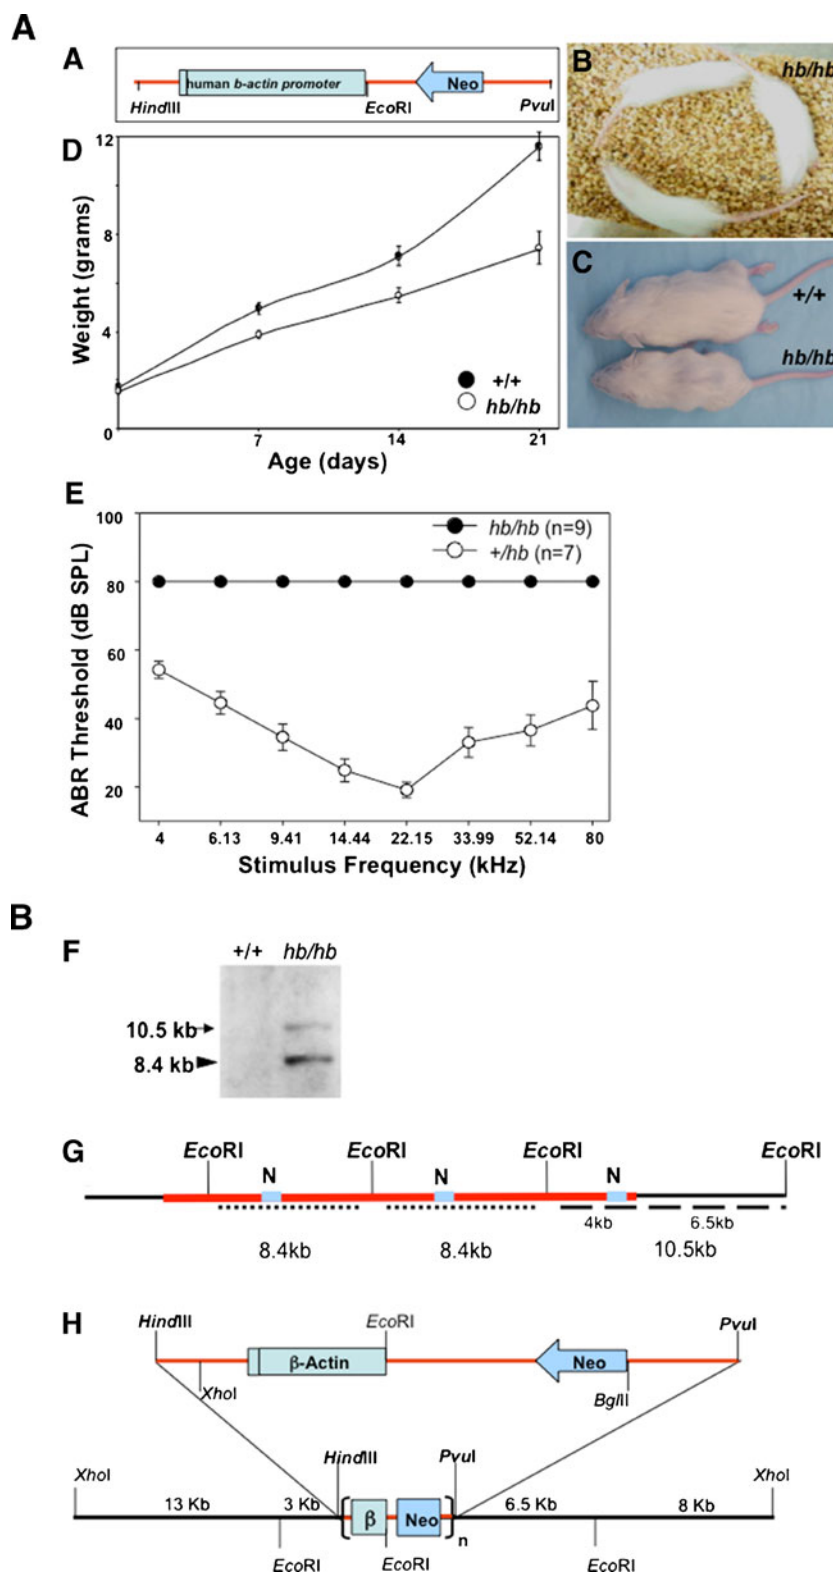 A
A
human b-actin promoter
Neo
HindIII
EcoRI
PvuI
B
hb/hb
D
12
8
4
0
Weight (grams)
+/+
hb/hb
7
14
21
Age (days)
C
+/+
hb/hb
E
100
80
60
40
20
ABR Threshold (dB SPL)
hb/hb (n=9)
+/hb (n=7)
4
6.13
9.41
14.44
22.15
33.99
52.14
80
Stimulus Frequency (kHz)
B
F
+/+ hb/hb
10.5 kb
8.4 kb
G
EcoRI EcoRI EcoRI EcoRI
N N N
4kb 6.5kb
8.4kb 8.4kb 10.5kb
H
HindIII EcoRI PvuI
β-Actin Neo
XhoI BglII
HindIII PvuI
XhoI XhoI
13 Kb 3 Kb 6.5 Kb 8 Kb
β Neo
n
EcoRI EcoRI EcoRI